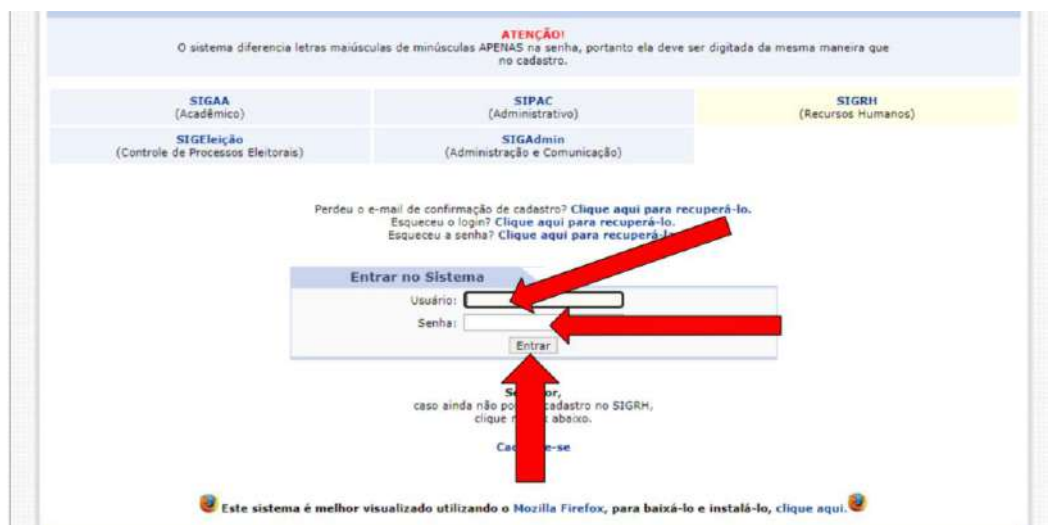 ATENÇÃO!
O sistema diferencia letras maiúsculas de minúsculas APENAS na senha, portanto ela deve ser digitada da mesma maneira que
no cadastro.
SIGAA
(Acadêmico)
SIPAC
(Administrativo)
SIGRH
(Recursos Humanos)
SIGEleição
(Controle de Processos Eleitorais)
SIGAdmin
(Administração e Comunicação)
Perdeu o e-mail de confirmação de cadastro? Clique aqui para recuperá-lo.
Esqueceu o login? Clique aqui para recuperá-lo.
Esqueceu a senha? Clique aqui para
Entrar no Sistema
Usuário:
Senha:
Entrar
caso ainda não cadastro no SIGRH,
clique abaixo.
Este sistema é melhor visualizado utilizando o Mozilla Firefox, para baixá-lo e instalá-lo, clique aqui.